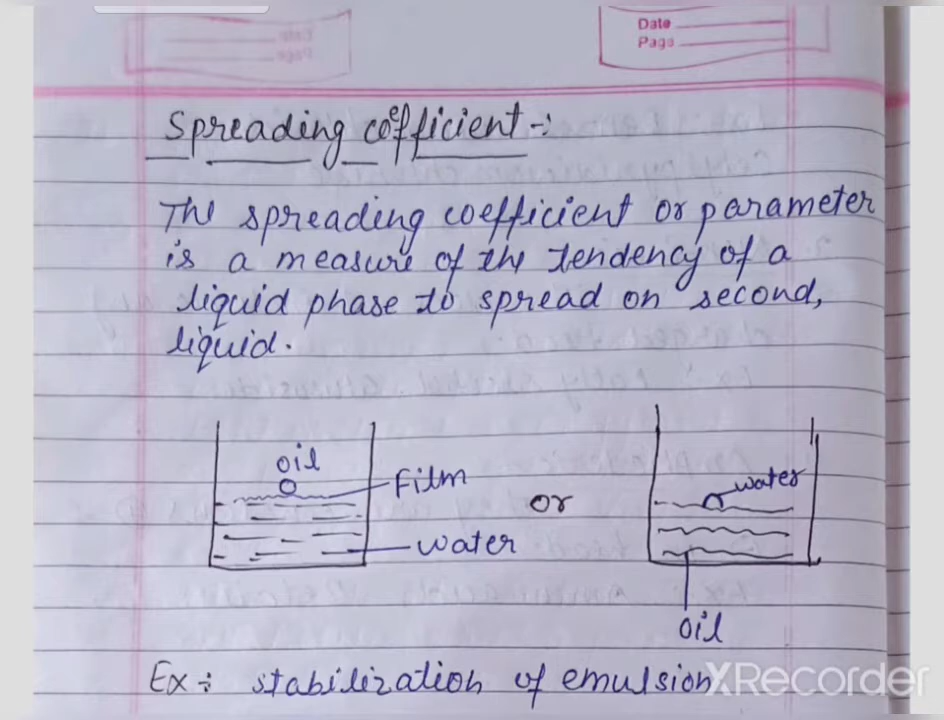 Date
Page
Spreading coefficient -:
The spreading coefficient or parameter
is a measure of the tendency of a
liquid phase to spread on second,
liquid.
oil
Film
or
water
water
oil
Ex ÷ stabilization of emulsion
XRecorder